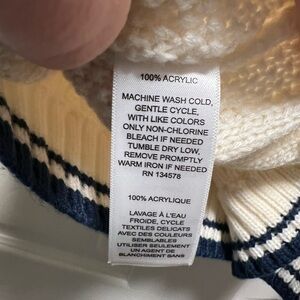 100% ACRYLIC
MACHINE WASH COLD,
GENTLE CYCLE,
WITH LIKE COLORS
ONLY NON-CHLORINE
BLEACH IF NEEDED
TUMBLE DRY LOW,
REMOVE PROMPTLY
WARM IRON IF NEEDED
RN 134578
100% ACRYLIQUE
LAVAGE À L'EAU
FROIDE, CYCLE
TEXTILES DELICATS
AVEC DES COULEURS
SEMBLABLES
UTILISER SEULEMENT
UN AGENT DE
BLANCHIMENT SANS